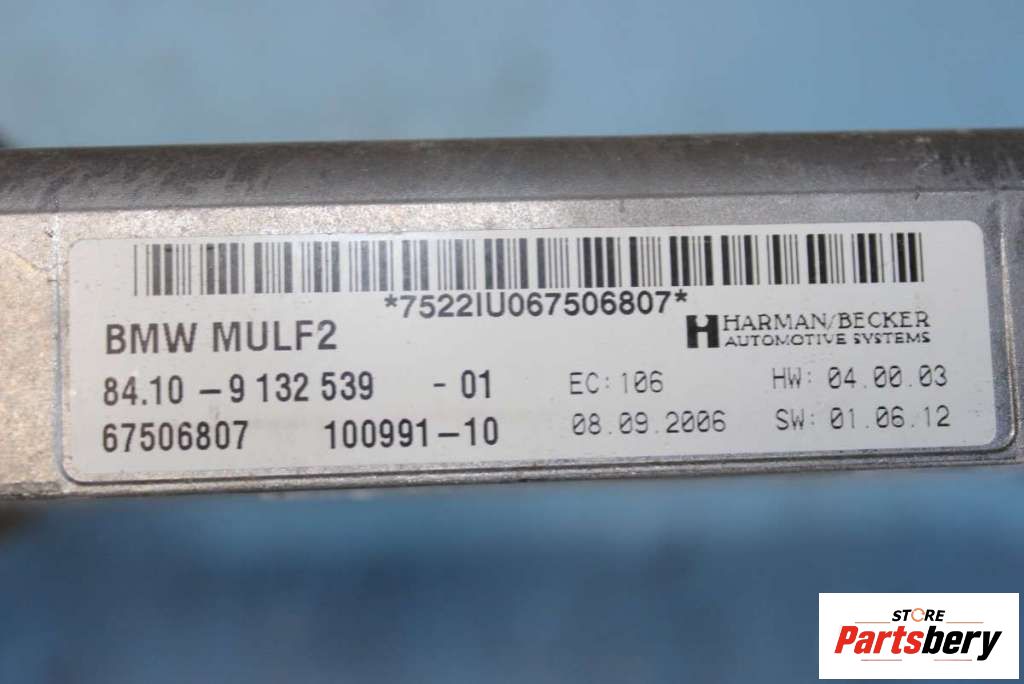 *7522IU067506807*
BMW MULF2
HARMAN/BECKER
AUTOMOTIVE SYSTEMS
84.10 - 9 132 539 - 01
EC: 106
HW: 04.00.03
67506807 100991-10
08.09.2006
SW: 01.06.12
STORE
Partsbery